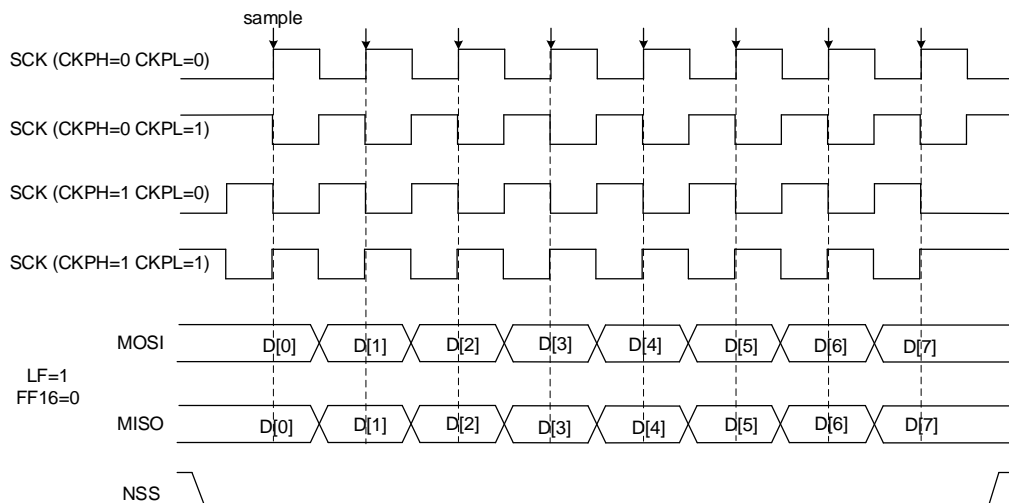 sample
SCK (CKPH=0 CKPL=0)
SCK (CKPH=0 CKPL=1)
SCK (CKPH=1 CKPL=0)
SCK (CKPH=1 CKPL=1)
MOSI
D[0] D[1] D[2] D[3] D[4] D[5] D[6] D[7]
LF=1
FF16=0
MISO
D[0] D[1] D[2] D[3] D[4] D[5] D[6] D[7]
NSS